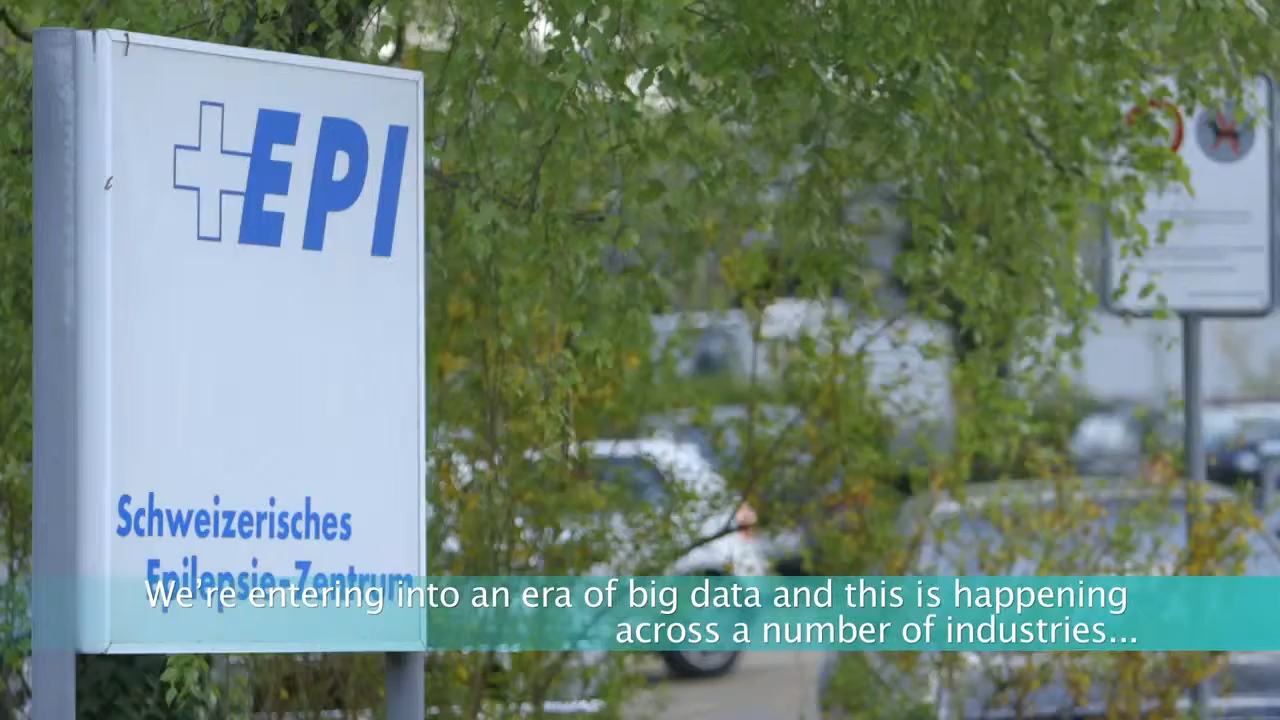 EPI
Schweizerisches
Epilepsie-Zentrum
We're entering into an era of big data and this is happening
across a number of industries...